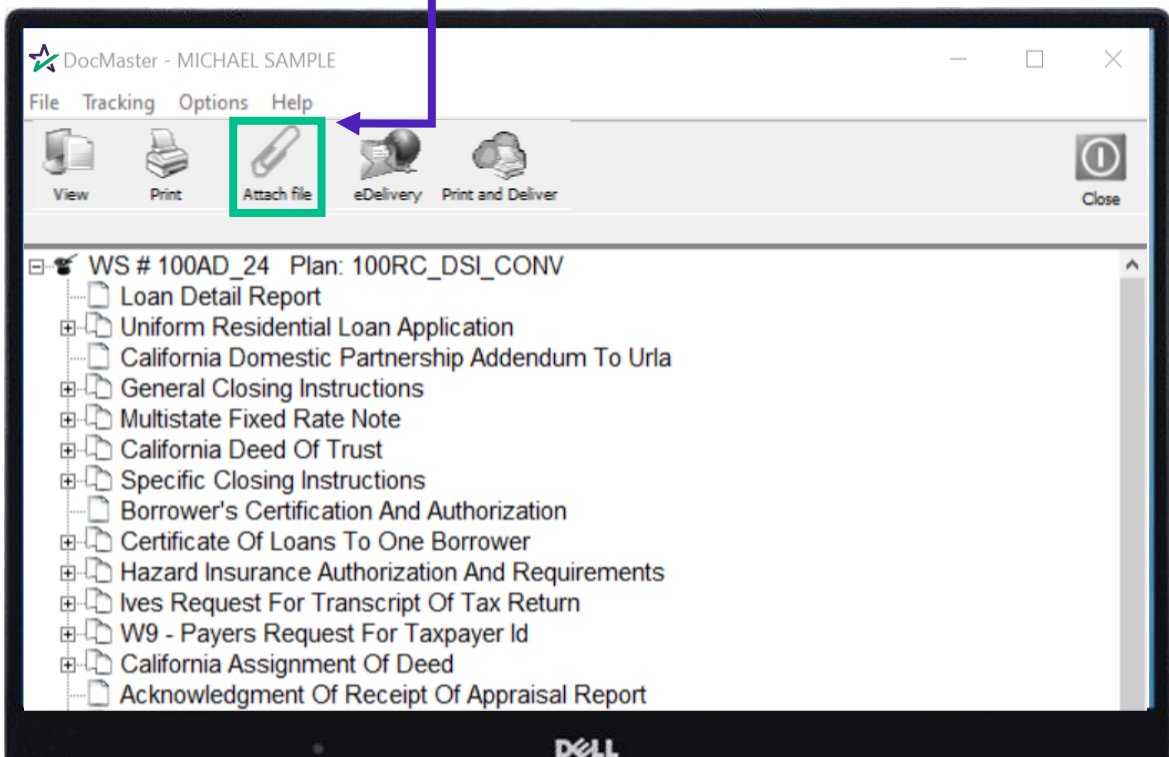 DocMaster - MICHAEL SAMPLE
File Tracking Options Help
View Print Attach file eDelivery Print and Deliver Close
WS # 100AD_24 Plan: 100RC_DSI_CONV
Loan Detail Report
Uniform Residential Loan Application
California Domestic Partnership Addendum To Urla
General Closing Instructions
Multistate Fixed Rate Note
California Deed Of Trust
Specific Closing Instructions
Borrower's Certification And Authorization
Certificate Of Loans To One Borrower
Hazard Insurance Authorization And Requirements
Ives Request For Transcript Of Tax Return
W9 - Payers Request For Taxpayer Id
California Assignment Of Deed
Acknowledgment Of Receipt Of Appraisal Report
DELL